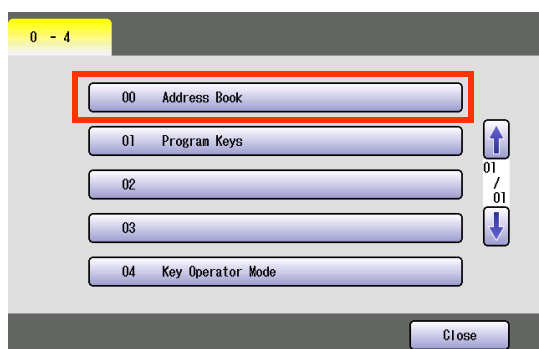 0 - 4
00 Address Book
01 Program Keys
02
03
04 Key Operator Mode
01
/
01
Close